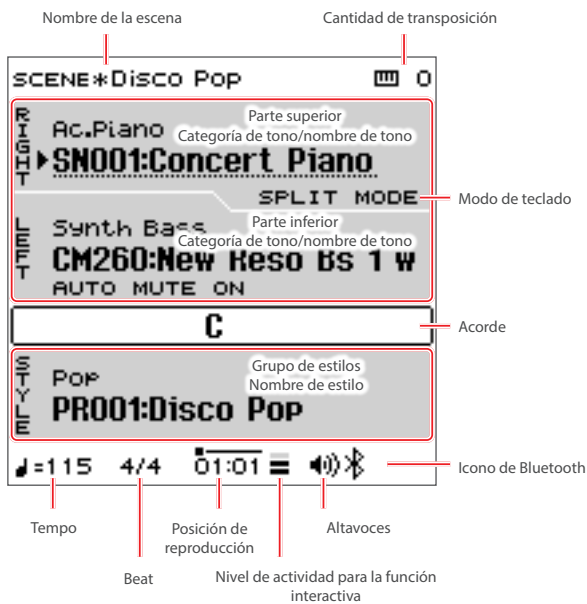 Nombre de la escena
Cantidad de transposición
SCENE*Disco Pop 0
RIGHT
Ac.Piano
Parte superior
Categoría de tono/nombre de tono
SN001:Concert Piano
SPLIT MODE
Modo de teclado
LEFT
Synth Bass
Parte inferior
Categoría de tono/nombre de tono
CM260:New Reso Bs 1 w
AUTO MUTE ON
C
Acorde
STYLE
Pop
Grupo de estilos
Nombre de estilo
PR001:Disco Pop
♩=115 4/4 01:01
Icono de Bluetooth
Tempo
Posición de
reproducción
Altavoces
Beat
Nivel de actividad para la función
interactiva